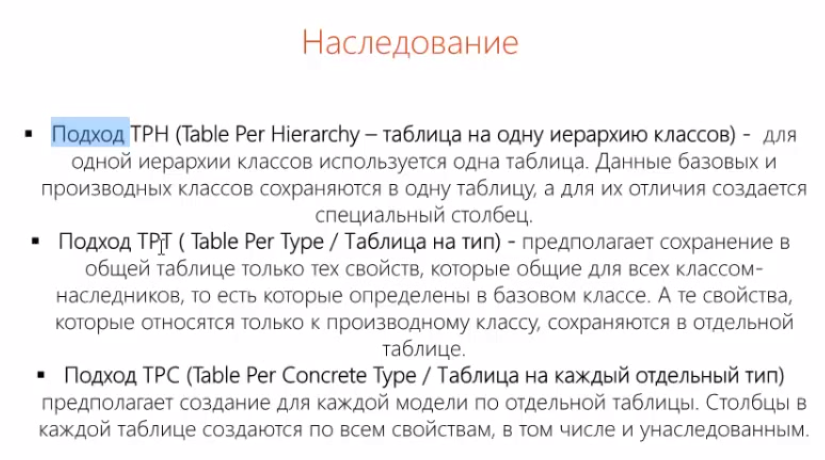 Наследование
▪ Подход TPH (Table Per Hierarchy – таблица на одну иерархию классов) - для
одной иерархии классов используется одна таблица. Данные базовых и
производных классов сохраняются в одну таблицу, а для их отличия создается
специальный столбец.
▪ Подход TPT ( Table Per Type / Таблица на тип) - предполагает сохранение в
общей таблице только тех свойств, которые общие для всех классом-
наследников, то есть которые определены в базовом классе. А те свойства,
которые относятся только к производному классу, сохраняются в отдельной
таблице.
▪ Подход TPC (Table Per Concrete Type / Таблица на каждый отдельный тип)
предполагает создание для каждой модели по отдельной таблицы. Столбцы в
каждой таблице создаются по всем свойствам, в том числе и унаследованным.